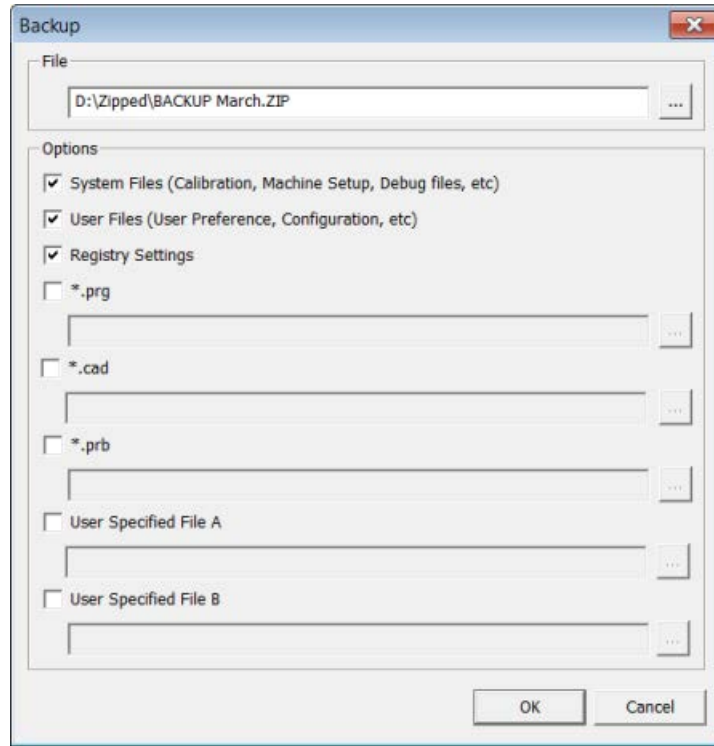 Backup
File
D:\Zipped\BACKUP March.ZIP
...
Options
System Files (Calibration, Machine Setup, Debug files, etc)
User Files (User Preference, Configuration, etc)
Registry Settings
*.prg
...
*.cad
...
*.prb
...
User Specified File A
...
User Specified File B
...
OK Cancel